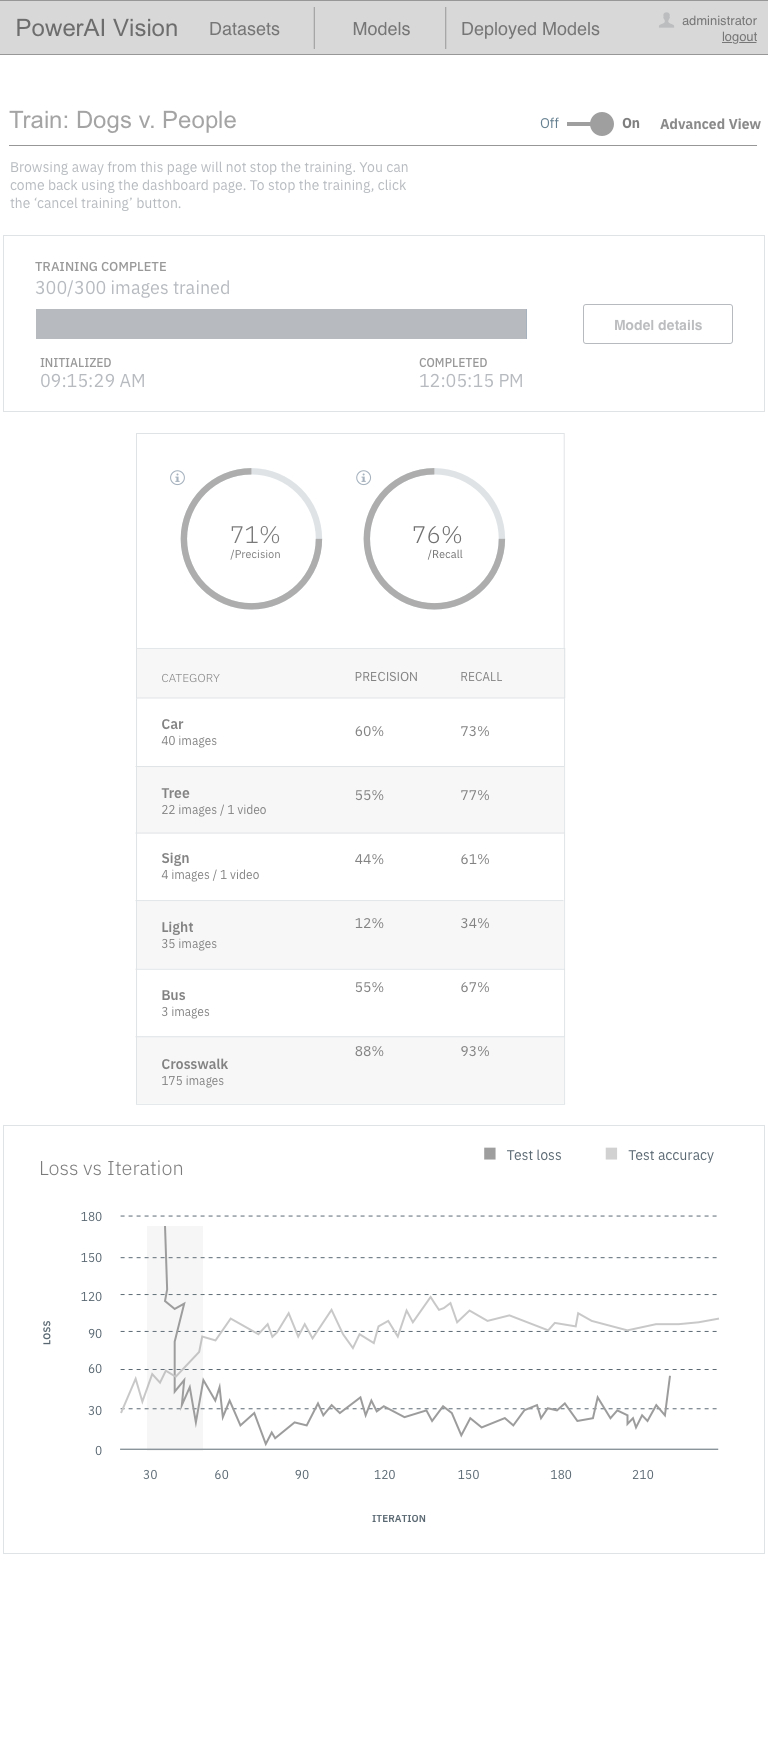 PowerAI Vision Datasets Models Deployed Models administrator
logout
Train: Dogs v. People Off On Advanced View
Browsing away from this page will not stop the training. You can
come back using the dashboard page. To stop the training, click
the ‘cancel training’ button.
TRAINING COMPLETE
300/300 images trained
Model details
INITIALIZED COMPLETED
09:15:29 AM 12:05:15 PM
71% 76%
/Precision /Recall
CATEGORY PRECISION RECALL
Car 60% 73%
40 images
Tree 55% 77%
22 images / 1 video
Sign 44% 61%
4 images / 1 video
Light 12% 34%
35 images
Bus 55% 67%
3 images
Crosswalk 88% 93%
175 images
Loss vs Iteration Test loss Test accuracy
180
150
120
90
60
30
0
LOSS
30 60 90 120 150 180 210
ITERATION